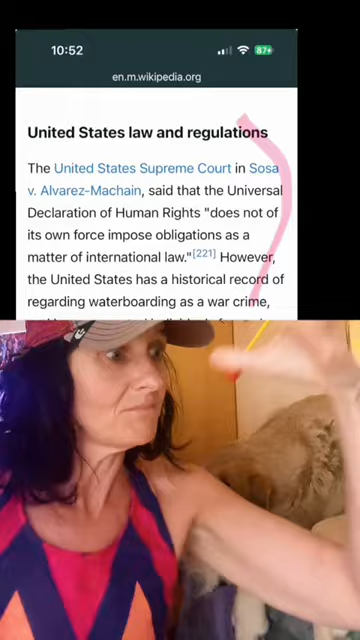 10:52
87
en.m.wikipedia.org
United States law and regulations
The United States Supreme Court in Sosa
v. Alvarez-Machain, said that the Universal
Declaration of Human Rights "does not of
its own force impose obligations as a
matter of international law."[221] However,
the United States has a historical record of
regarding waterboarding as a war crime,